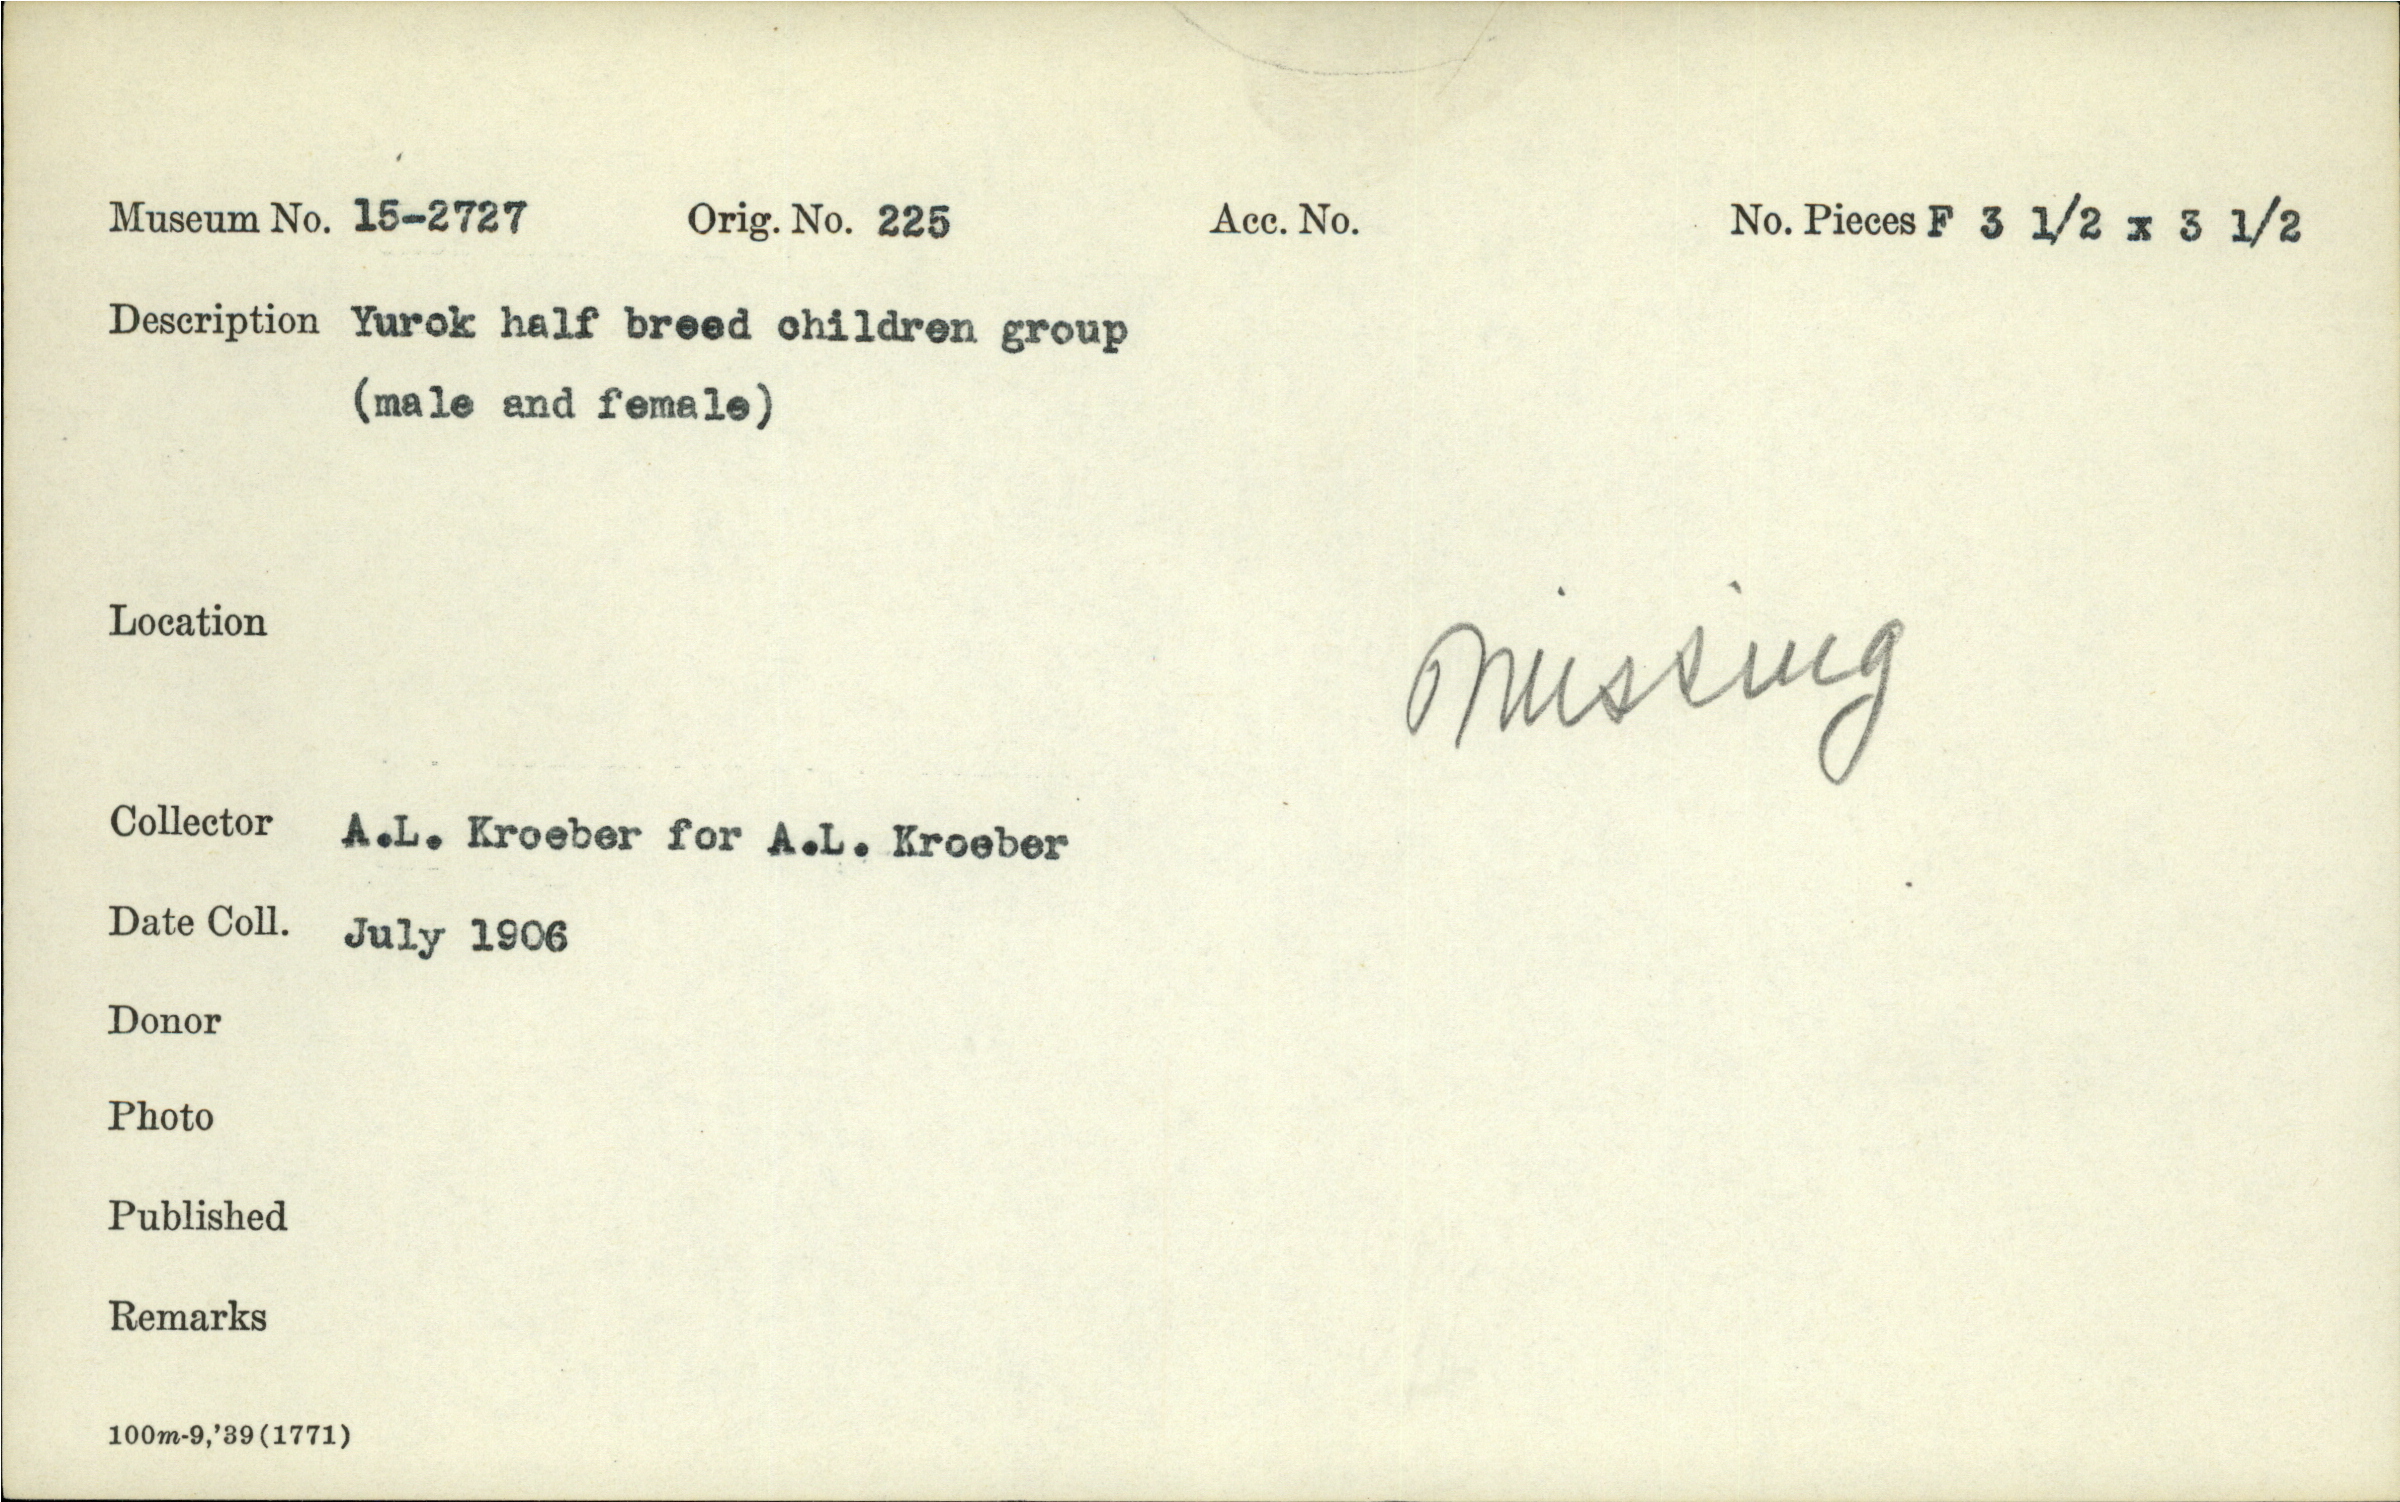 Museum No. 15-2727 Orig. No. 225 Acc. No. No. Pieces F 3 1/2 x 3 1/2
Description Yurok half breed children group
(male and female)
Location
Missing
Collector A.L. Kroeber for A.L. Kroeber
Date Coll. July 1906
Donor
Photo
Published
Remarks
100m-9,'39(1771)